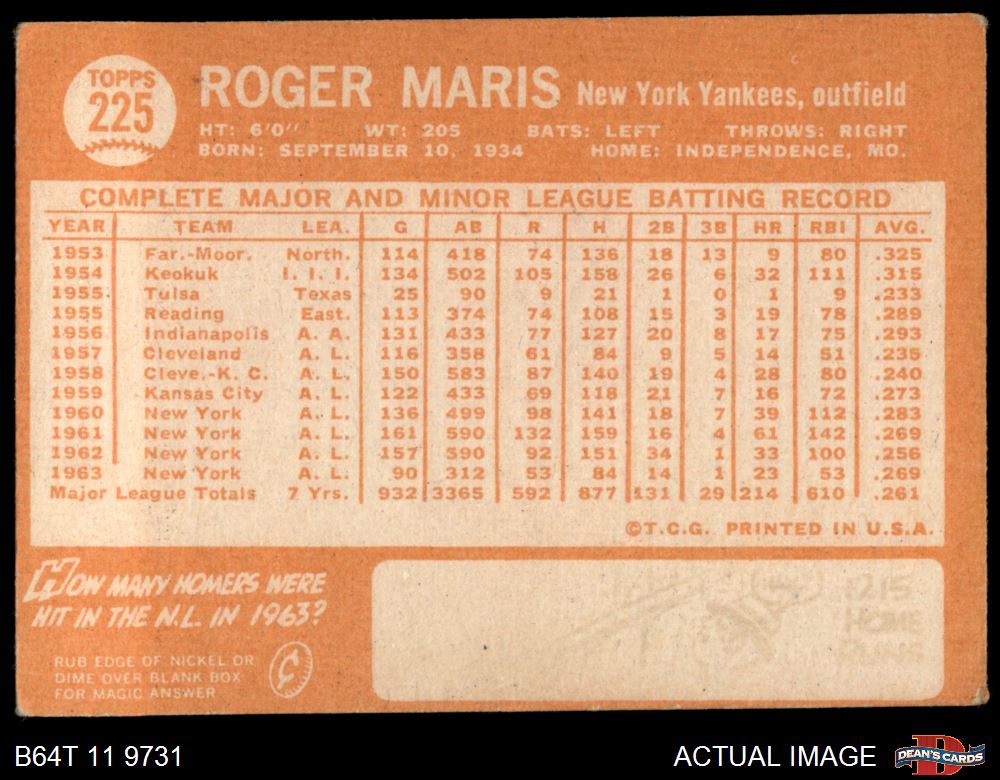 TOPPS
225
ROGER MARIS New York Yankees, outfield
HT: 6'0" WT: 205 BATS: LEFT THROWS: RIGHT
BORN: SEPTEMBER 10, 1934 HOME: INDEPENDENCE, MO.
COMPLETE MAJOR AND MINOR LEAGUE BATTING RECORD
YEAR TEAM LEA. G AB R H 2B 3B HR RBI AVG.
1953 Far.-Moor. North. 114 418 74 136 18 13 9 80 .325
1954 Keokuk I. I. I. 134 502 105 158 26 6 32 111 .315
1955 Tulsa Texas 25 90 9 21 1 0 1 9 .233
1955 Reading East. 113 374 74 108 15 3 19 78 .289
1956 Indianapolis A. A. 131 433 77 127 20 8 17 75 .293
1957 Cleveland A. L. 116 358 61 84 9 5 14 51 .235
1958 Cleve.-K. C. A. L. 150 583 87 140 19 4 28 80 .240
1959 Kansas City A. L. 122 433 69 118 21 7 16 72 .273
1960 New York A. L. 136 499 98 141 18 7 39 112 .283
1961 New York A. L. 161 590 132 159 16 4 61 142 .269
1962 New York A. L. 157 590 92 151 34 1 33 100 .256
1963 New York A. L. 90 312 53 84 14 1 23 53 .269
Major League Totals 7 Yrs. 932 3365 592 877 131 29 214 610 .261
©T.C.G. PRINTED IN U.S.A.
HOW MANY HOMERS WERE
HIT IN THE N.L. IN 1963?
RUB EDGE OF NICKEL OR
DIME OVER BLANK BOX
FOR MAGIC ANSWER
1215
HOME
RUNS
B64T 11 9731
ACTUAL IMAGE
DEAN'S CARDS